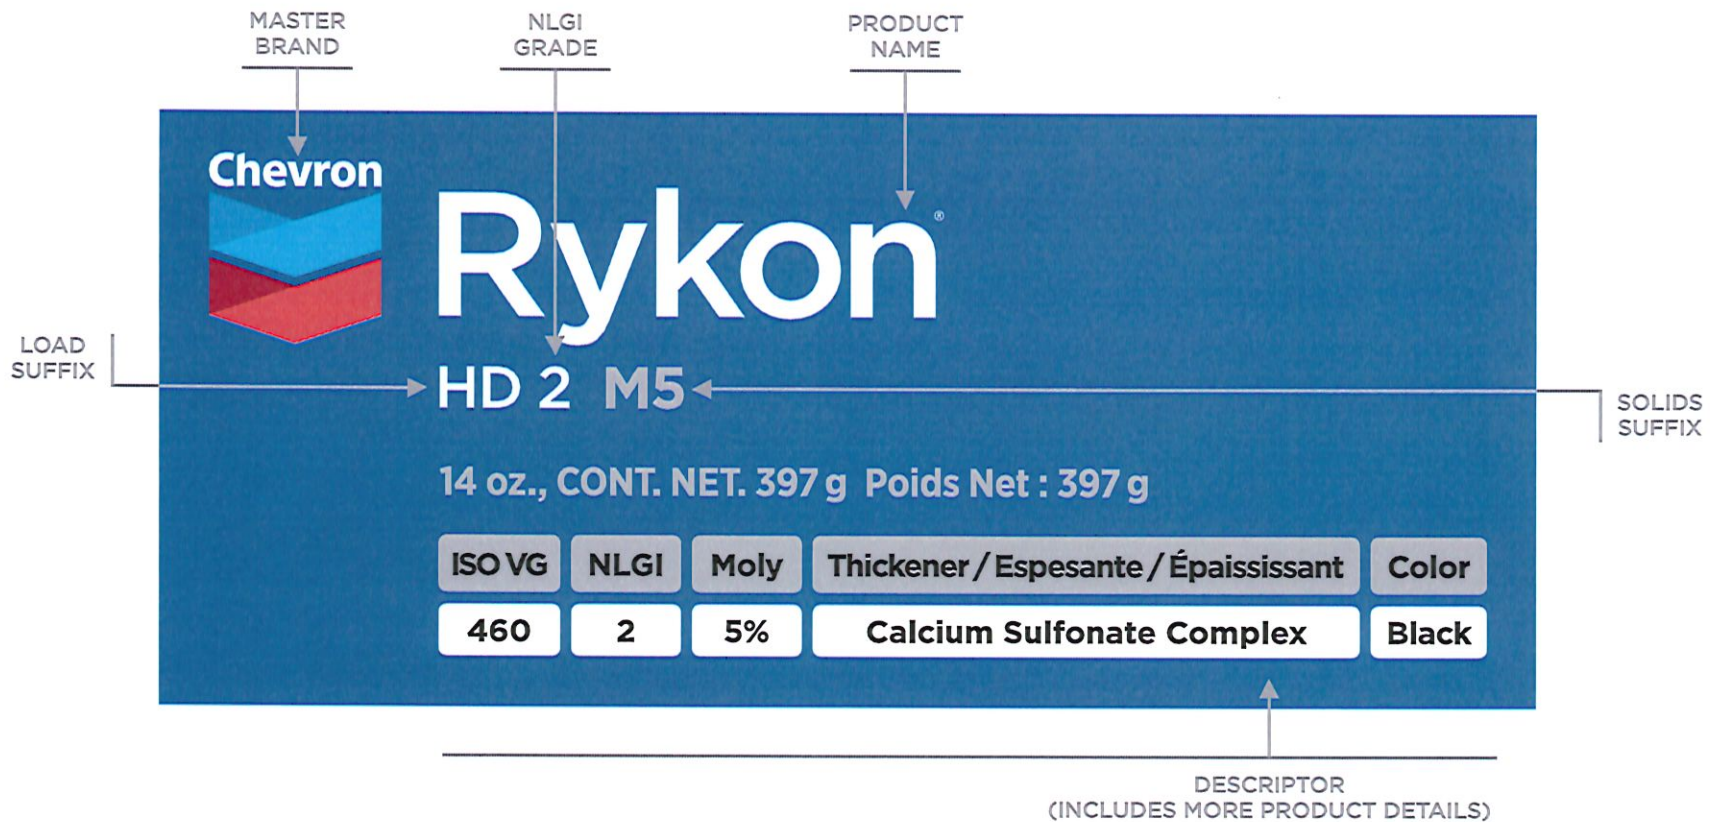 MASTER
BRAND
NLGI
GRADE
PRODUCT
NAME
Chevron
Rykon®
LOAD
SUFFIX
HD 2 M5
SOLIDS
SUFFIX
14 oz., CONT. NET. 397 g Poids Net : 397 g
ISO VG NLGI Moly Thickener / Espesante / Épaississant Color
460 2 5% Calcium Sulfonate Complex Black
DESCRIPTOR
(INCLUDES MORE PRODUCT DETAILS)